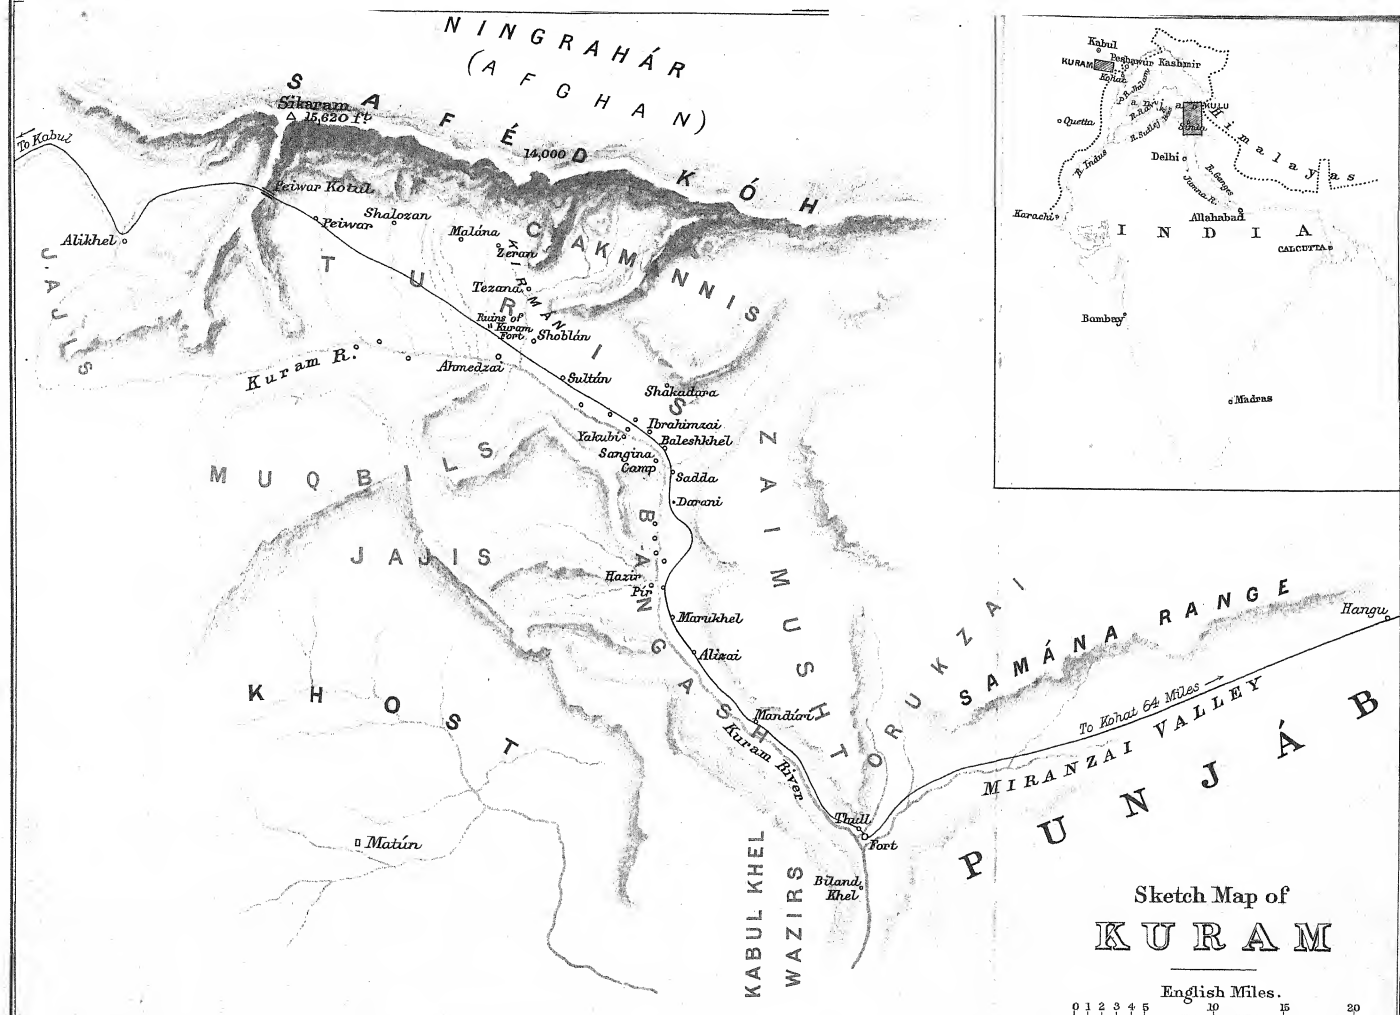 NINGRAHÁR
(AFGHAN)
SAFÉD KÓH
Sikaram
15,620 ft
14,000
To Kabul
Peiwar Kotul
Peiwar
Shalozan
Alikhel
Malána
Zeran
KIRMAN
CHAKMANNIS
Tezana
JAJIS
TURIS
Ruins of
Kuram
Fort
Shoblán
Kuram R.
Ahmedzai
Sultán
Shakadara
Ibrahimzai
Yakubi
Baleshkhel
Sangina
Camp
Sadda
Darani
MUQBILS
ZAIMUSHT
JAJIS
BANGASH
Hazir
Pir
Marukhel
Alizai
ORUKZAI
SAMÁNA RANGE
Hangu
KHOST
Mandúri
Kuram River
To Kohat 64 Miles
MIRANZAI VALLEY
PUNJÁB
Matún
Thull
Fort
Biland
Khel
KABUL KHEL
WAZIRS
Sketch Map of
KURAM
English Miles.
0 1 2 3 4 5 10 15 20
Kabul
KURAM
Peshawur
Kashmir
Kohat
KULU
Simla
Quetta
R. Sutlej
R. Indus
Delhi
Himalayas
R. Ganges
Jumna R.
Karachi
Allahabad
INDIA
CALCUTTA
Bombay
Madras